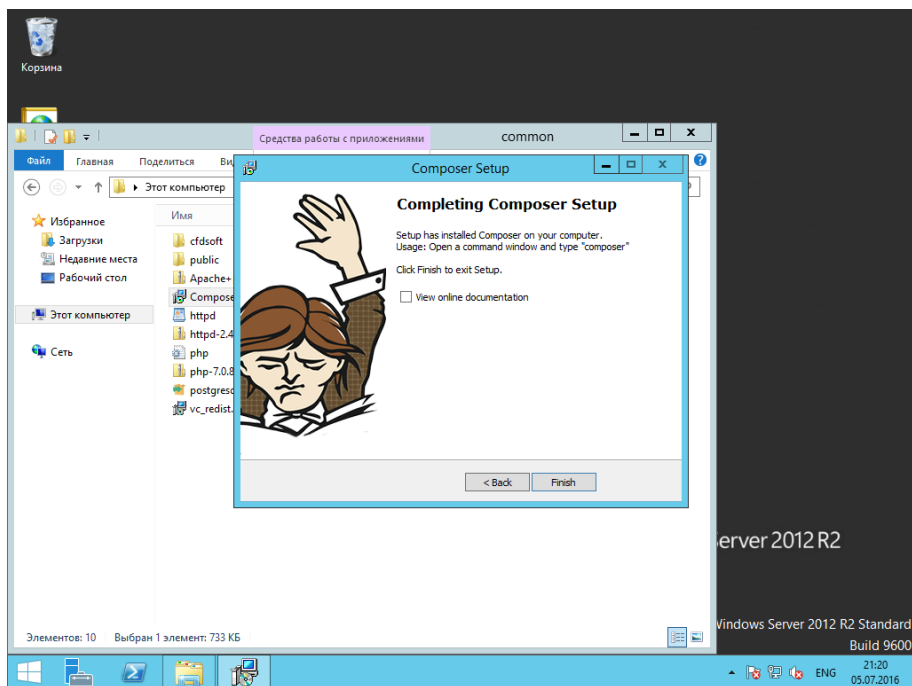 Корзина
Средства работы с приложениями
common
Файл
Главная
Поделиться
Composer Setup
Этот компьютер
Completing Composer Setup
Избранное
Загрузки
Недавние места
Рабочий стол
Этот компьютер
Сеть
Имя
cfdsoft
public
Apache+
Compose
httpd
httpd-2.4
php
php-7.0.8
postgres
vc_redist.
Setup has installed Composer on your computer.
Usage: Open a command window and type "composer"
Click Finish to exit Setup.
View online documentation
< Back
Finish
erver 2012 R2
Элементов: 10
Выбран 1 элемент: 733 КБ
Windows Server 2012 R2 Standard
Build 9600
ENG
21:20
05.07.2016